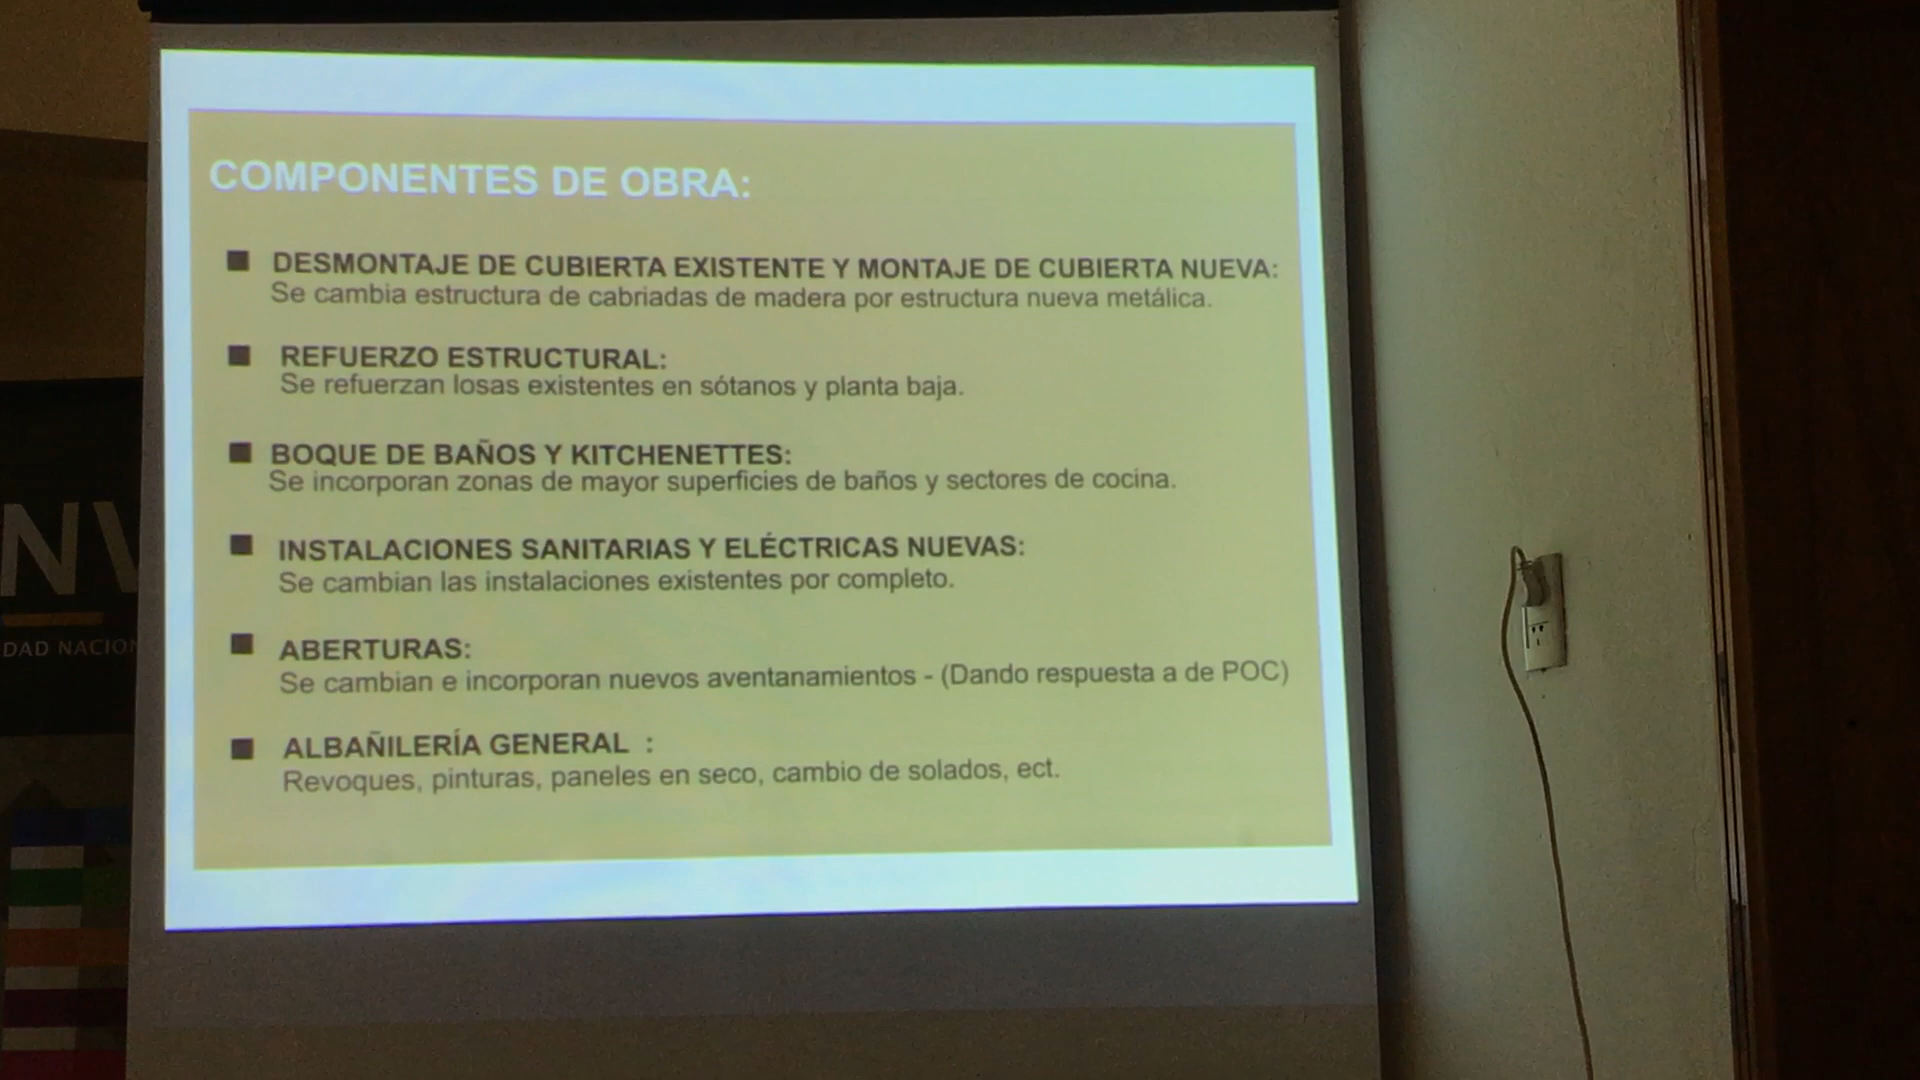 COMPONENTES DE OBRA:
■ DESMONTAJE DE CUBIERTA EXISTENTE Y MONTAJE DE CUBIERTA NUEVA:
Se cambia estructura de cabriadas de madera por estructura nueva metálica.
■ REFUERZO ESTRUCTURAL:
Se refuerzan losas existentes en sótanos y planta baja.
■ BOQUE DE BAÑOS Y KITCHENETTES:
Se incorporan zonas de mayor superficies de baños y sectores de cocina.
■ INSTALACIONES SANITARIAS Y ELÉCTRICAS NUEVAS:
Se cambian las instalaciones existentes por completo.
■ ABERTURAS:
Se cambian e incorporan nuevos aventanamientos - (Dando respuesta a de POC)
■ ALBAÑILERÍA GENERAL :
Revoques, pinturas, paneles en seco, cambio de solados, ect.
NV
DAD NACION